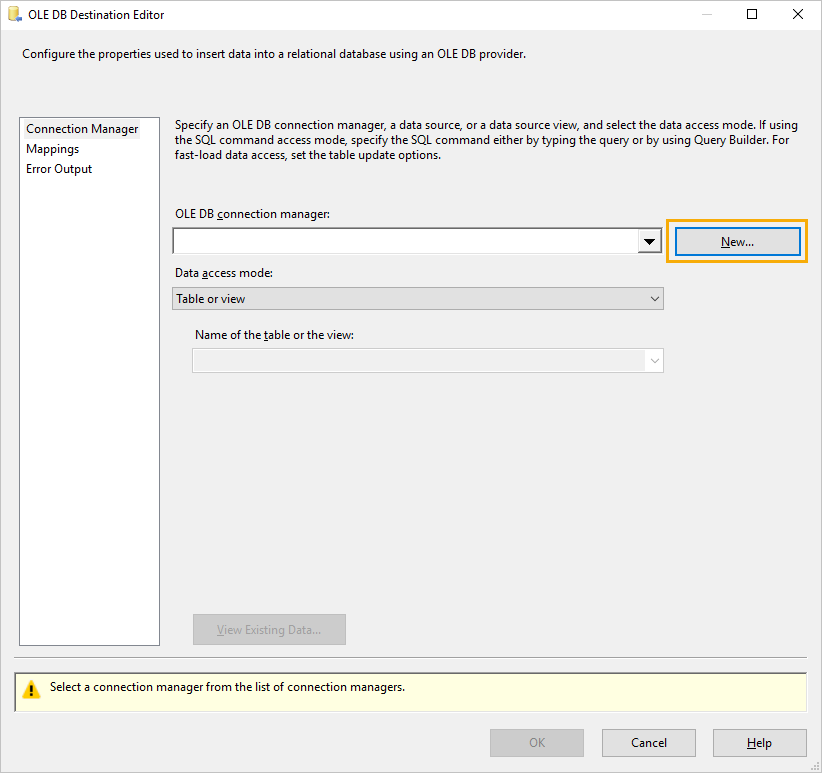 OLE DB Destination Editor
Configure the properties used to insert data into a relational database using an OLE DB provider.
Connection Manager
Mappings
Error Output
Specify an OLE DB connection manager, a data source, or a data source view, and select the data access mode. If using
the SQL command access mode, specify the SQL command either by typing the query or by using Query Builder. For
fast-load data access, set the table update options.
OLE DB connection manager:
New...
Data access mode:
Table or view
Name of the table or the view:
View Existing Data...
Select a connection manager from the list of connection managers.
OK
Cancel
Help